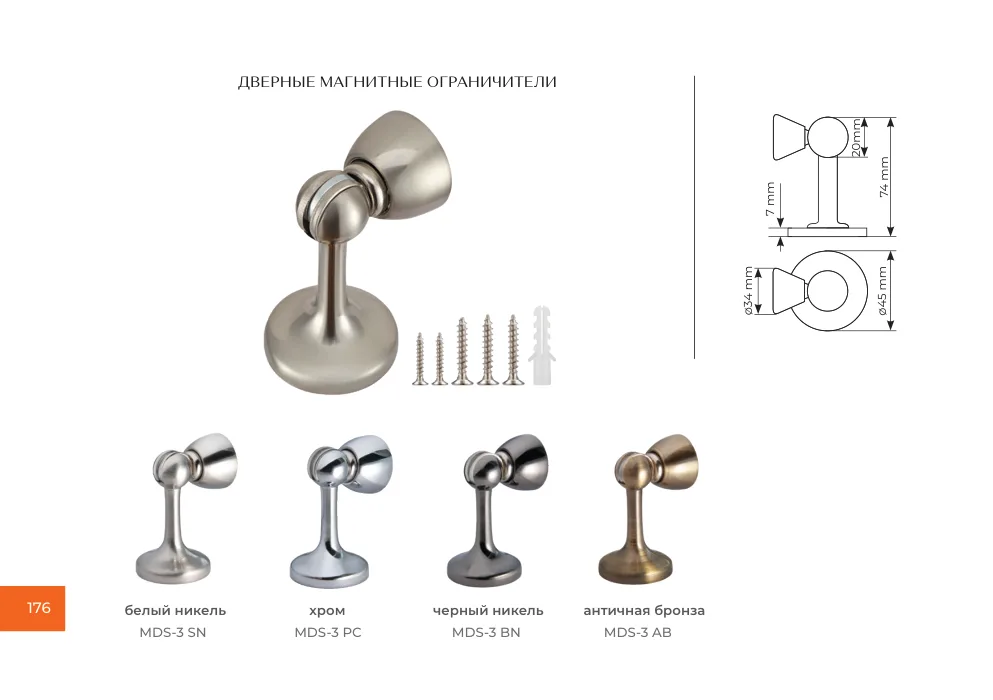 ДВЕРНЫЕ МАГНИТНЫЕ ОГРАНИЧИТЕЛИ
20mm
74 mm
7 mm
ø34 mm
ø45 mm
белый никель
MDS-3 SN
хром
MDS-3 PC
черный никель
MDS-3 BN
античная бронза
MDS-3 AB
176